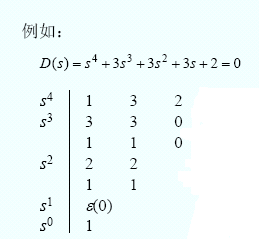 例如:
D(s) = s⁴ + 3s³ + 3s² + 3s + 2 = 0
s⁴ 1 3 2
s³ 3 3 0
1 1 0
s² 2 2
1 1
s¹ ε(0)
s⁰ 1